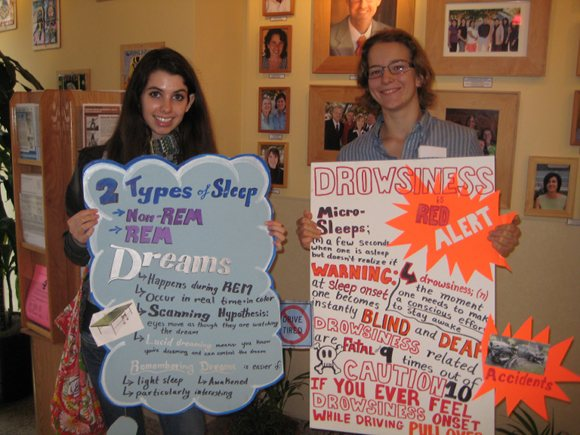 2 Types of Sleep
→ Non-REM
→ REM
Dreams
↳ Happens during REM
↳ Occur in real time + in color
↳ Scanning Hypothesis:
eyes move as though they are watching
the dream
↳ Lucid dreaming means you know
you're dreaming and can control the dream
Remembering Dreams is easier if
↳ light sleep ↳ Awakened
↳ particularly interesting
DROWSINESS
is
RED
ALERT
Micro-
Sleeps;
(n) a few seconds
when one is asleep
but doesn't realize it
WARNING:
at sleep onset
one becomes
instantly BLIND and DEAF
drowsiness; (n)
the moment
one needs to make
a conscious effort
to stay awake
DROWSINESS related
are FATAL 9 times out of
10
CAUTION
IF YOU EVER FEEL
DROWSINESS ONSET
WHILE DRIVING PULL OVER
Accidents
DRIVE
TIRED